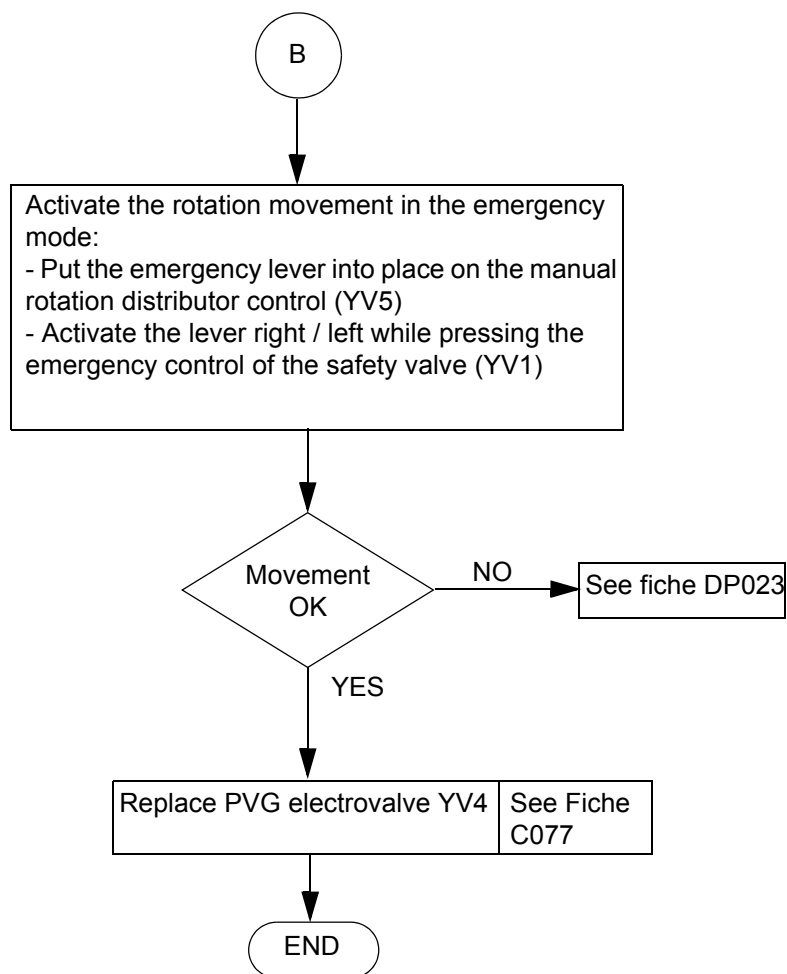 B
Activate the rotation movement in the emergency
mode:
- Put the emergency lever into place on the manual
rotation distributor control (YV5)
- Activate the lever right / left while pressing the
emergency control of the safety valve (YV1)
Movement
OK
NO
See fiche DP023
YES
Replace PVG electrovalve YV4
See Fiche
C077
END